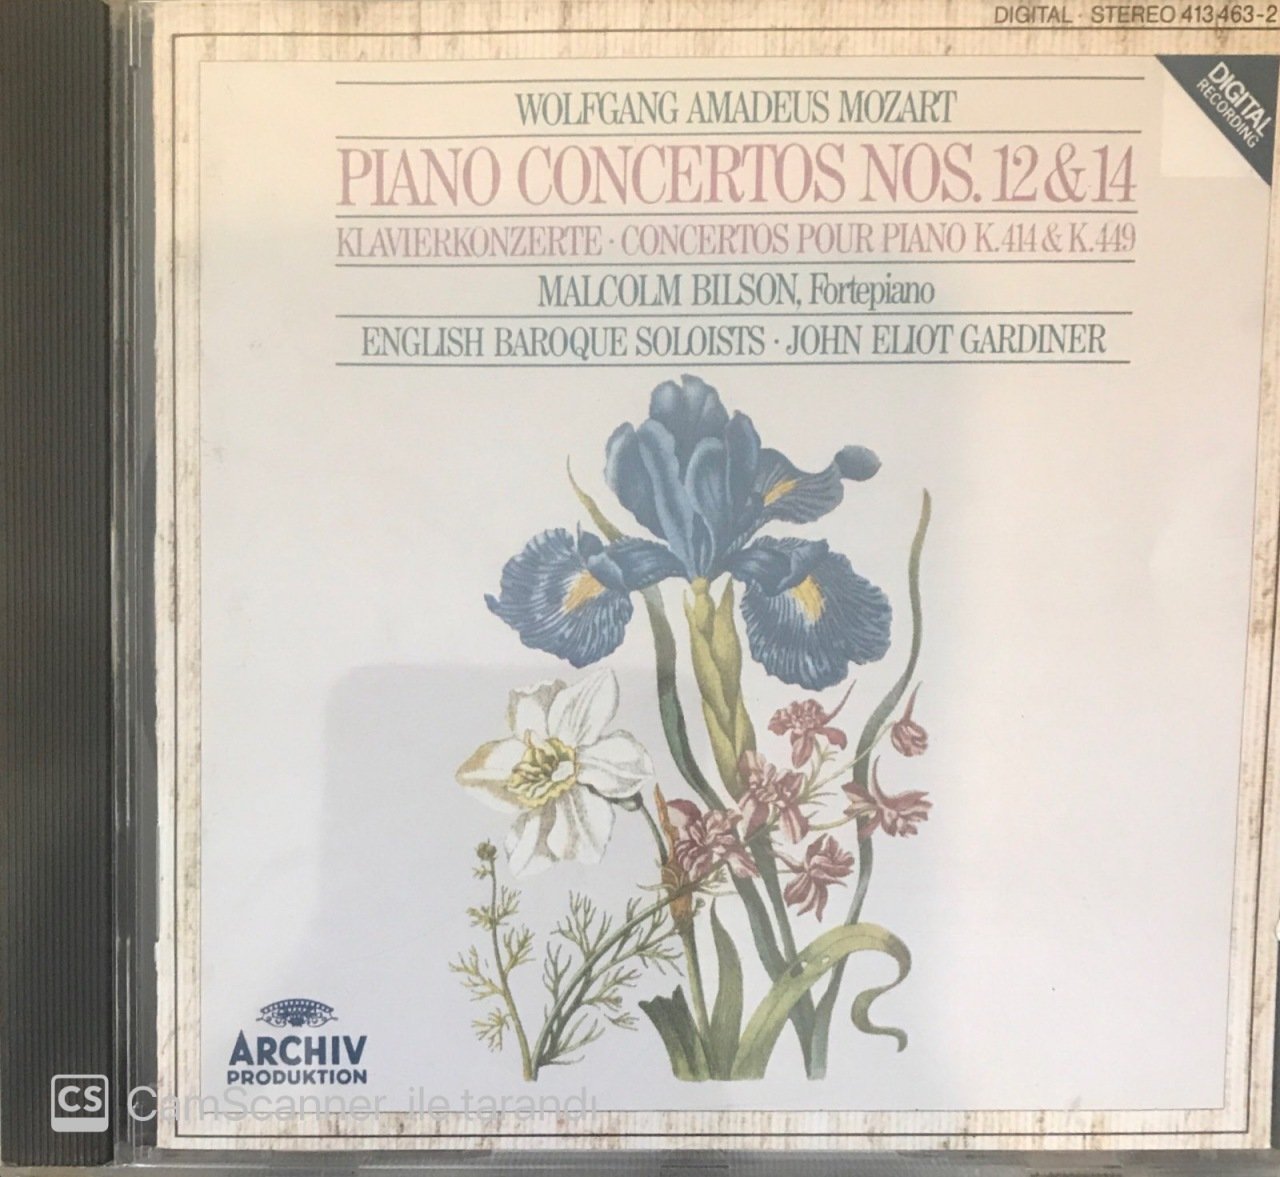 DIGITAL · STEREO 413 463-2
DIGITAL
RECORDING
WOLFGANG AMADEUS MOZART
PIANO CONCERTOS NOS. 12 & 14
KLAVIERKONZERTE · CONCERTOS POUR PIANO K. 414 & K. 449
MALCOLM BILSON, Fortepiano
ENGLISH BAROQUE SOLOISTS · JOHN ELIOT GARDINER
ARCHIV
PRODUKTION
CS CamScanner ile tarandı